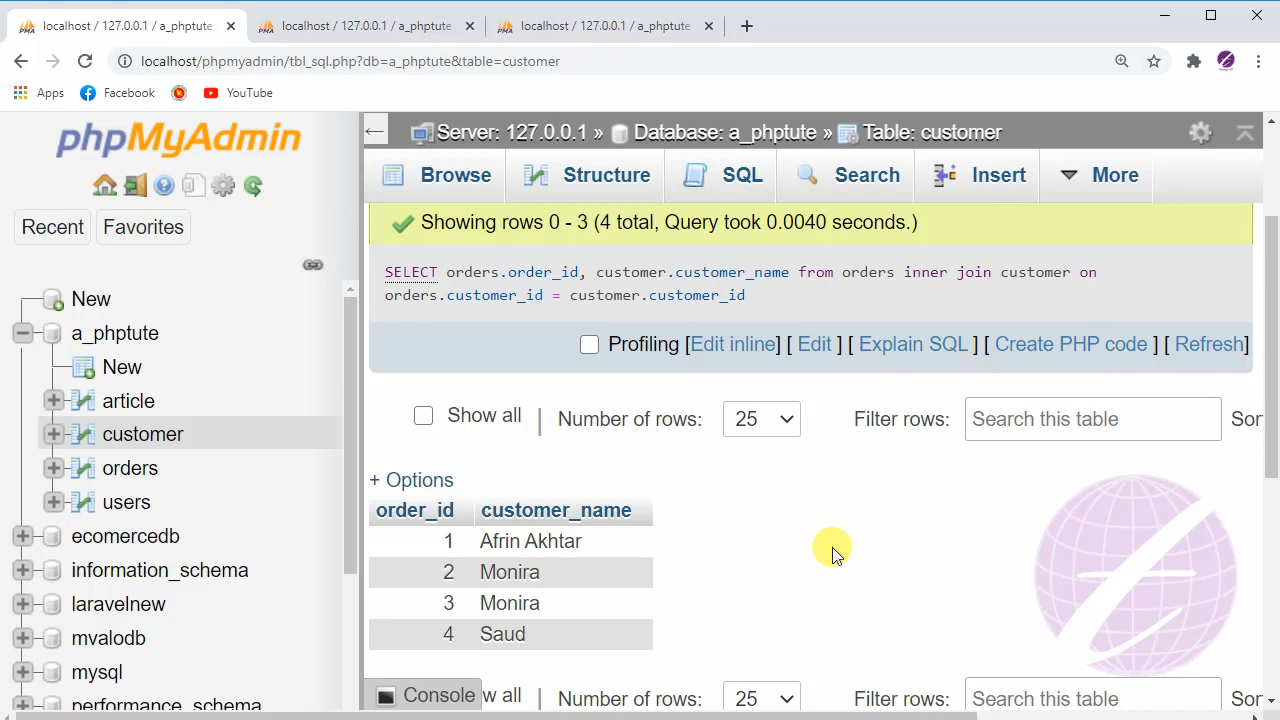 localhost / 127.0.0.1 / a_phptute
localhost / 127.0.0.1 / a_phptute
localhost / 127.0.0.1 / a_phptute
localhost/phpmyadmin/tbl_sql.php?db=a_phptute&table=customer
Apps Facebook YouTube
phpMyAdmin
Recent Favorites
New
a_phptute
New
article
customer
orders
users
ecomercedb
information_schema
laravelnew
mvalodb
mysql
performance_schema
Server: 127.0.0.1 » Database: a_phptute » Table: customer
Browse Structure SQL Search Insert More
Showing rows 0 - 3 (4 total, Query took 0.0040 seconds.)
SELECT orders.order_id, customer.customer_name from orders inner join customer on
orders.customer_id = customer.customer_id
Profiling [Edit inline] [ Edit ] [ Explain SQL ] [ Create PHP code ] [ Refresh]
Show all | Number of rows: 25 Filter rows: Search this table Sor
+ Options
order_id customer_name
1 Afrin Akhtar
2 Monira
3 Monira
4 Saud
Console w all | Number of rows: 25 Filter rows: Search this table